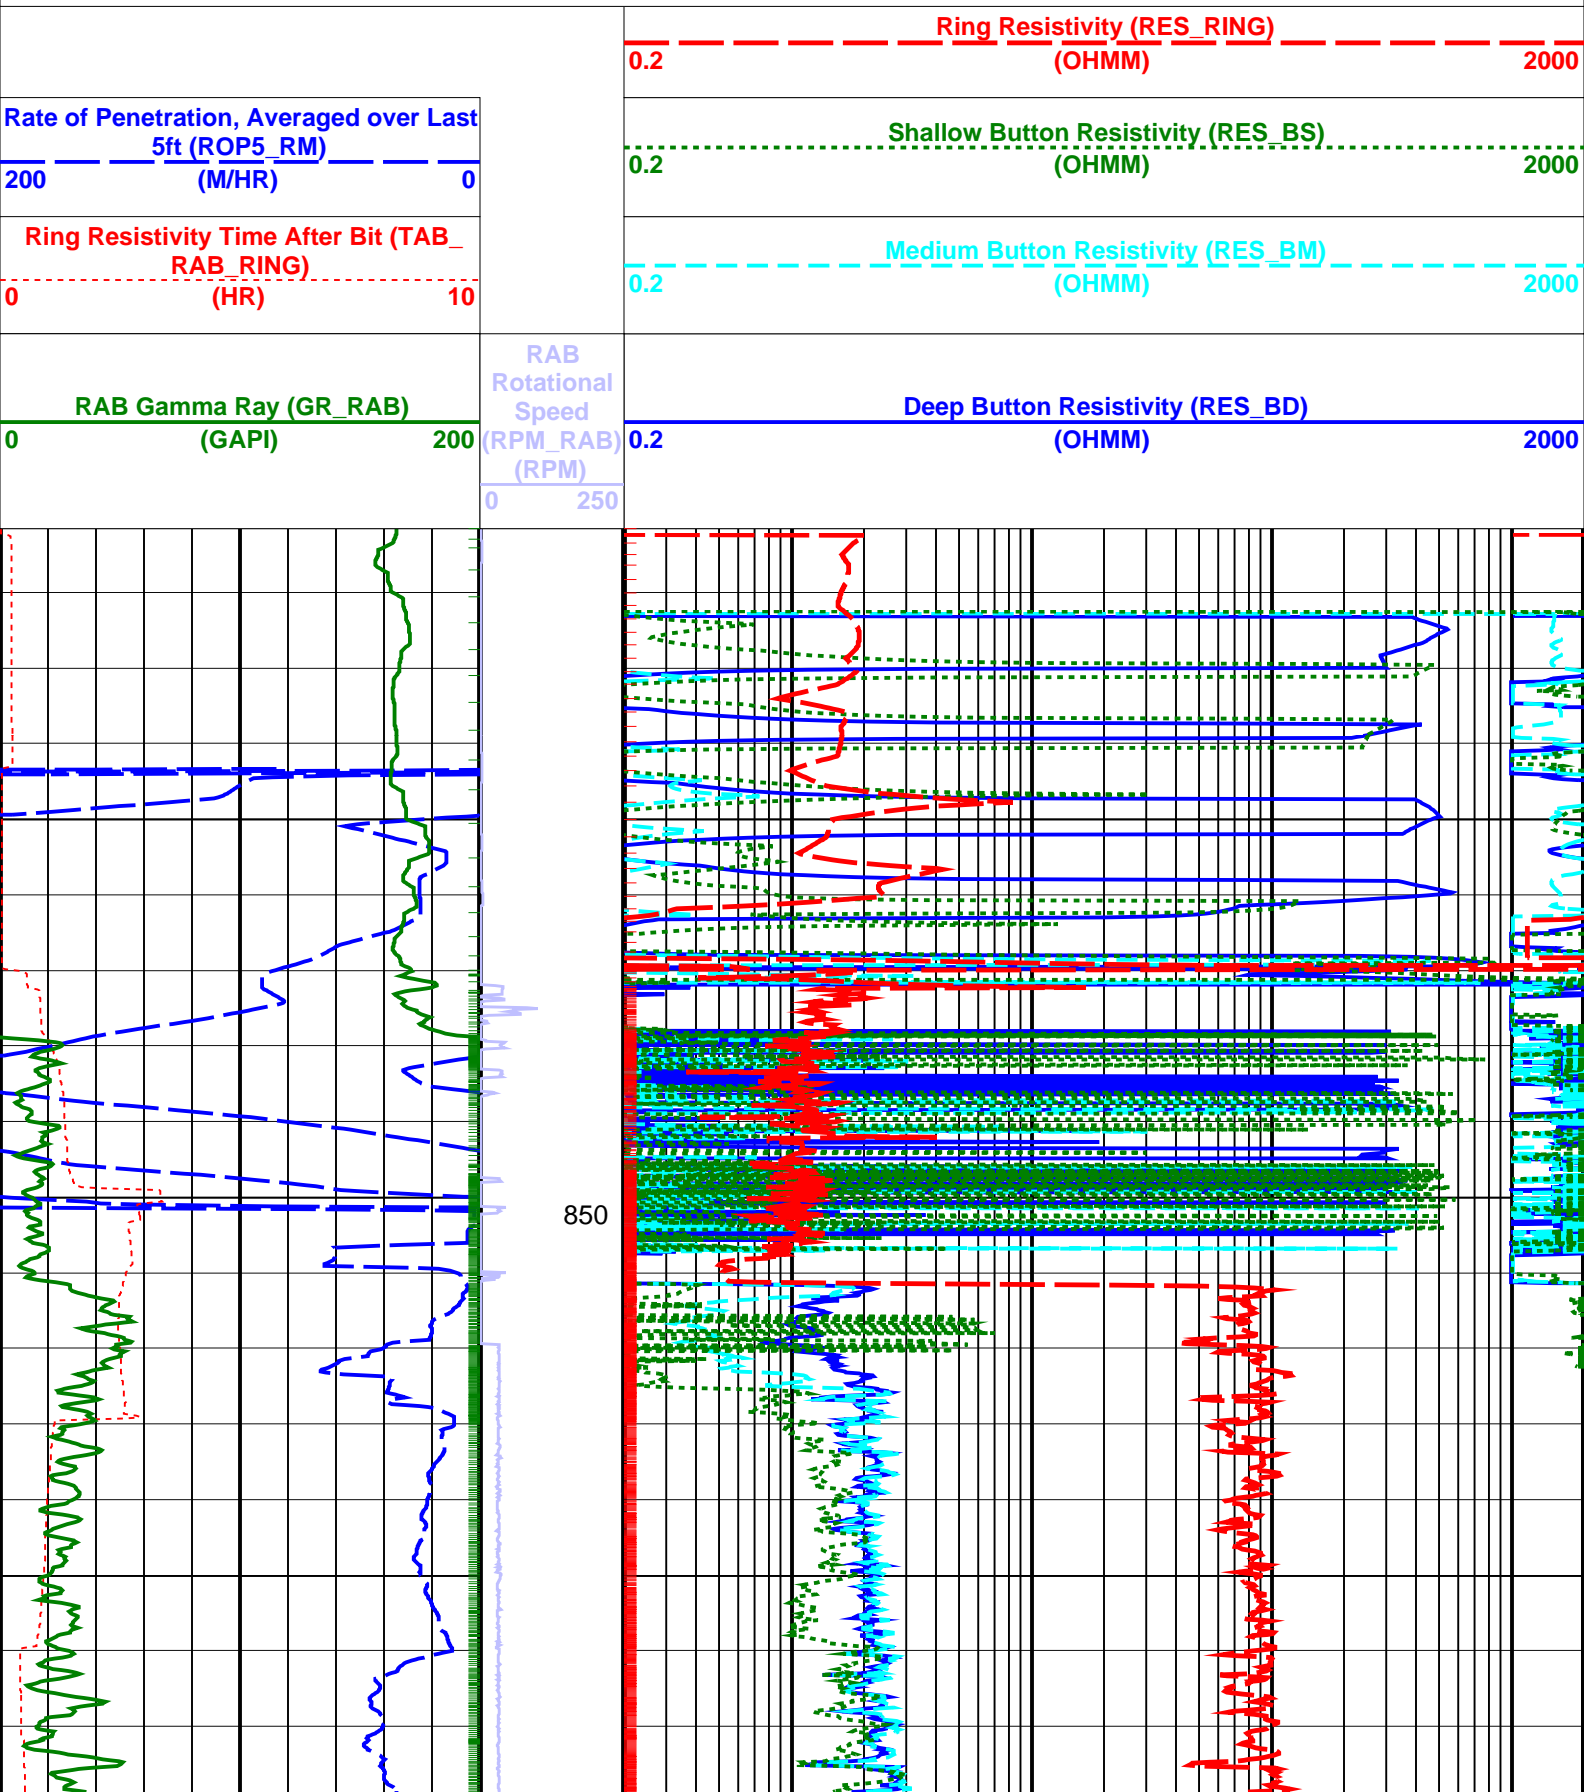 Ring Resistivity (RES_RING)
0.2 (OHMM) 2000
Rate of Penetration, Averaged over Last
5ft (ROP5_RM)
200 (M/HR) 0
Shallow Button Resistivity (RES_BS)
0.2 (OHMM) 2000
Ring Resistivity Time After Bit (TAB_
RAB_RING)
0 (HR) 10
Medium Button Resistivity (RES_BM)
0.2 (OHMM) 2000
RAB Gamma Ray (GR_RAB)
0 (GAPI) 200
RAB
Rotational
Speed
(RPM_RAB)
(RPM)
0 250
Deep Button Resistivity (RES_BD)
0.2 (OHMM) 2000
850